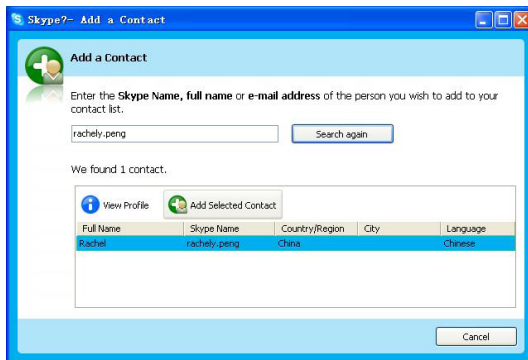 Skype?- Add a Contact
Add a Contact
Enter the Skype Name, full name or e-mail address of the person you wish to add to your
contact list.
rachely.peng
Search again
We found 1 contact.
View Profile
Add Selected Contact
Full Name Skype Name Country/Region City Language
Rachel rachely.peng China Chinese
Cancel